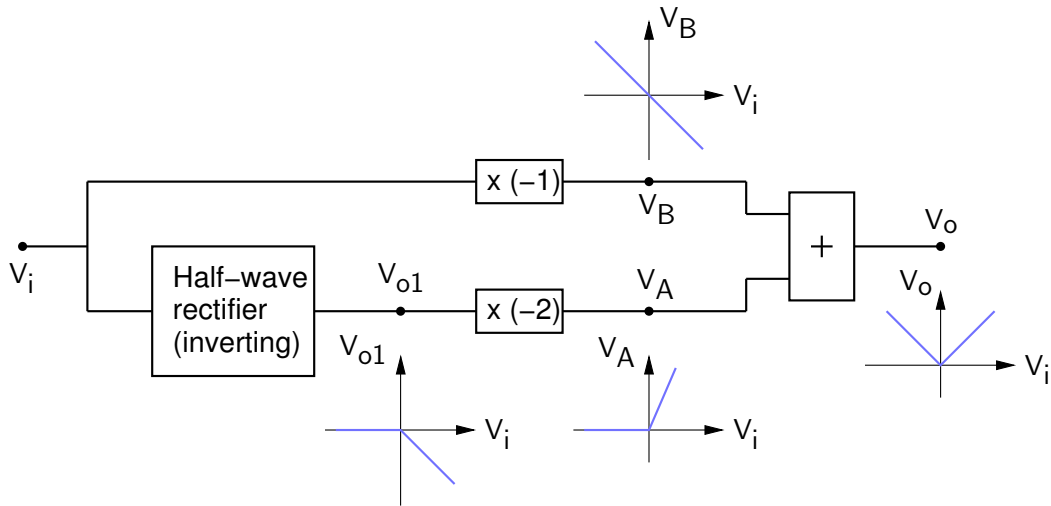 V_B
V_i
x (−1)
V_B
V_i
Half−wave
rectifier
(inverting)
V_o1
x (−2)
V_A
+
V_o
V_o1
V_i
V_A
V_i
V_o
V_i